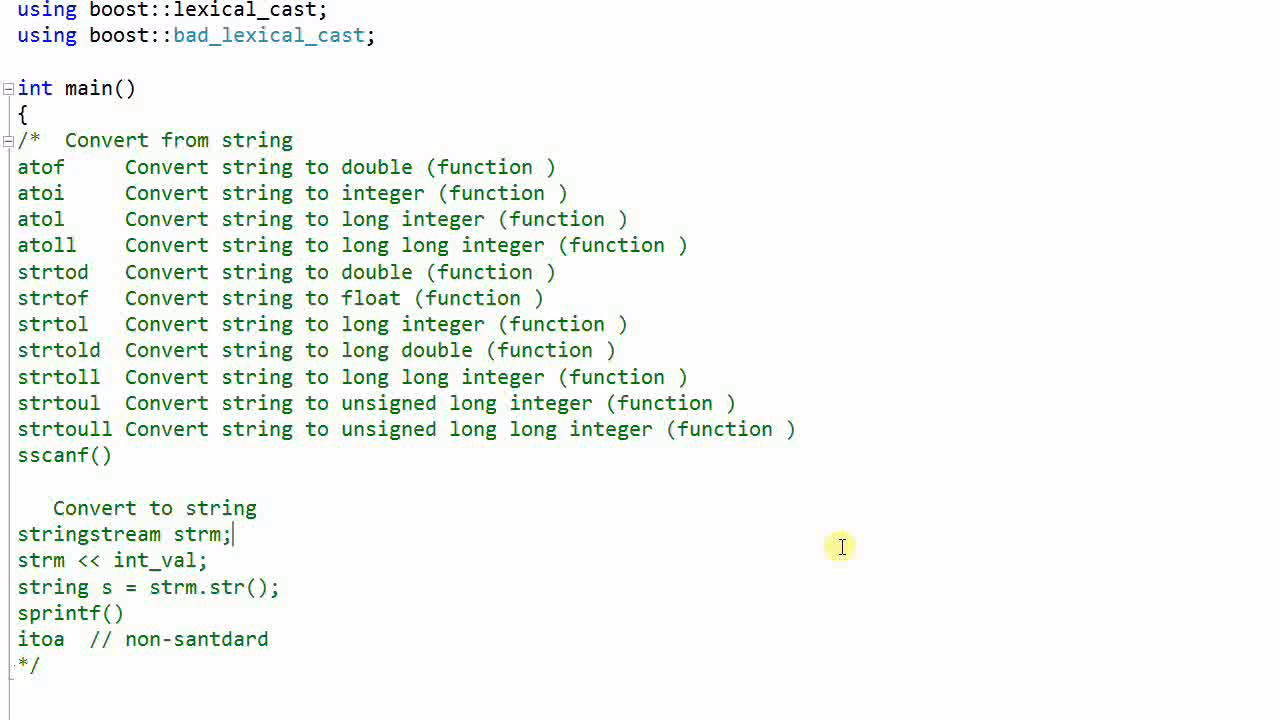 using boost::lexical_cast;
using boost::bad_lexical_cast;
int main()
{
/*  Convert from string
atof     Convert string to double (function )
atoi     Convert string to integer (function )
atol     Convert string to long integer (function )
atoll    Convert string to long long integer (function )
strtod   Convert string to double (function )
strtof   Convert string to float (function )
strtol   Convert string to long integer (function )
strtold  Convert string to long double (function )
strtoll  Convert string to long long integer (function )
strtoul  Convert string to unsigned long integer (function )
strtoull Convert string to unsigned long long integer (function )
sscanf()
   Convert to string
stringstream strm;
strm << int_val;
string s = strm.str();
sprintf()
itoa  // non-santdard
*/